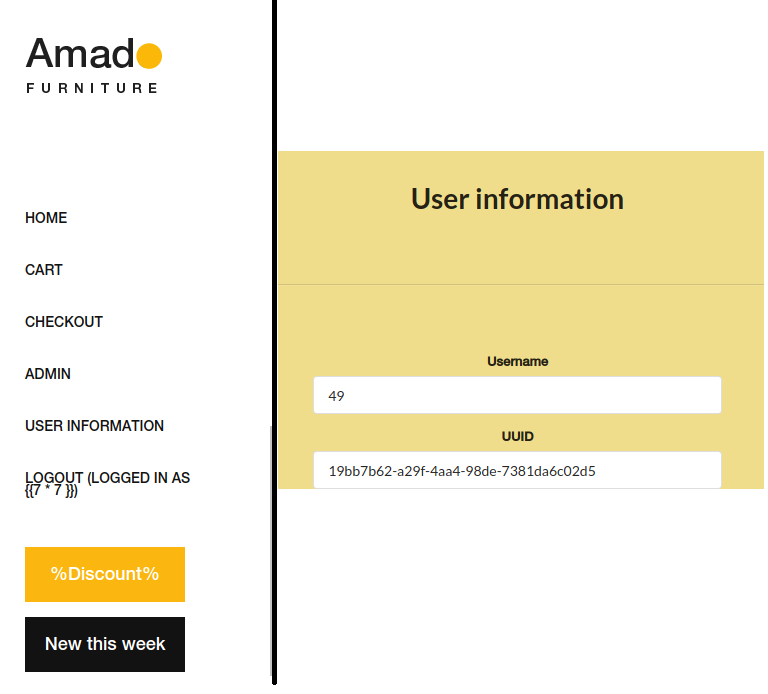 Amado
FURNITURE
HOME
CART
CHECKOUT
ADMIN
USER INFORMATION
LOGOUT (LOGGED IN AS
{{7 * 7 }})
%Discount%
New this week
User information
Username
49
UUID
19bb7b62-a29f-4aa4-98de-7381da6c02d5